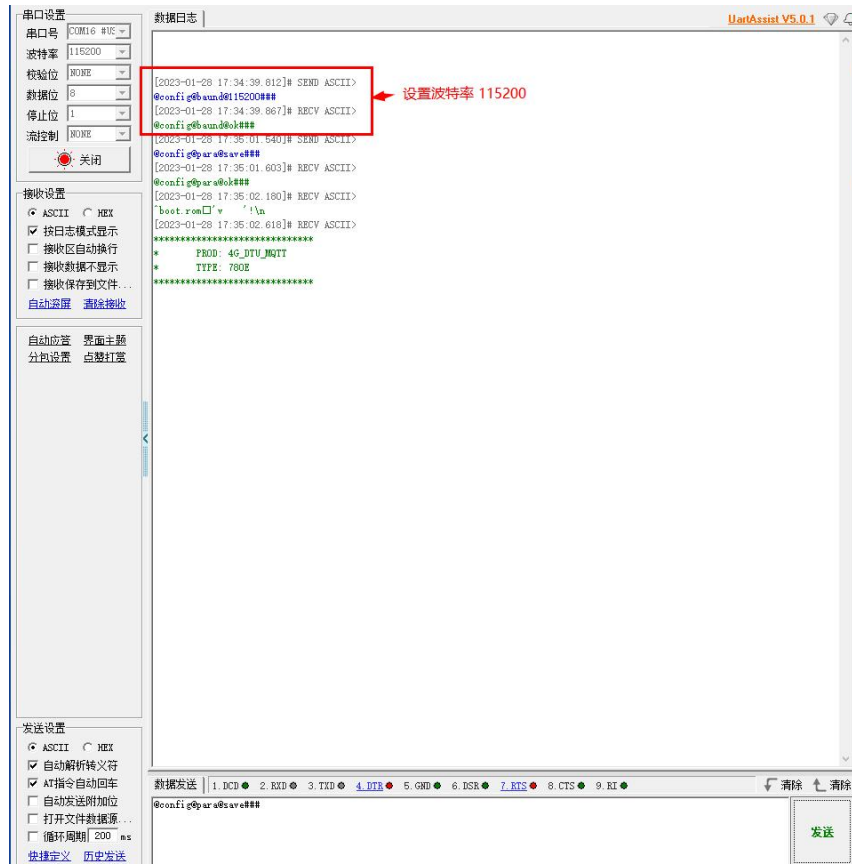 串口设置
串口号 COM16 #US
波特率 115200
校验位 NONE
数据位 8
停止位 1
流控制 NONE
关闭
接收设置
ASCII HEX
按日志模式显示
接收区自动换行
接收数据不显示
接收保存到文件...
自动滚屏 清除接收
自动应答 界面主题
分包设置 点赞打赏
数据日志
UartAssist V5.0.1
[2023-01-28 17:34:39.812]# SEND ASCII>
@config@baund@115200###
[2023-01-28 17:34:39.867]# RECV ASCII>
@config@baund@ok###
设置波特率 115200
[2023-01-28 17:35:01.540]# SEND ASCII>
@config@para@save###
[2023-01-28 17:35:01.603]# RECV ASCII>
@config@para@ok###
[2023-01-28 17:35:02.180]# RECV ASCII>
^boot.rom□'v '!\n
[2023-01-28 17:35:02.618]# RECV ASCII>
******************************
* PROD: 4G_DTU_MQTT
* TYPE: 780E
******************************
发送设置
ASCII HEX
自动解析转义符
AT指令自动回车
自动发送附加位
打开文件数据源...
循环周期 200 ms
快捷定义 历史发送
数据发送 1.DCD 2.RXD 3.TXD 4.DTR 5.GND 6.DSR 7.RTS 8.CTS 9.RI 清除 清除
@config@para@save###
发送